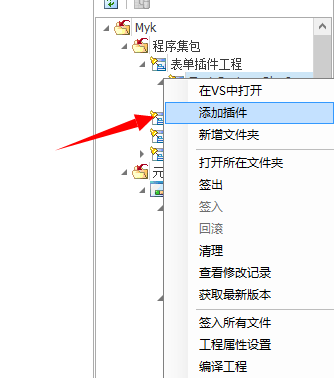 Myk
程序集包
表单插件工程
在VS中打开
添加插件
新增文件夹
打开所在文件夹
签出
签入
回滚
清理
查看修改记录
获取最新版本
签入所有文件
工程属性设置
编译工程
元